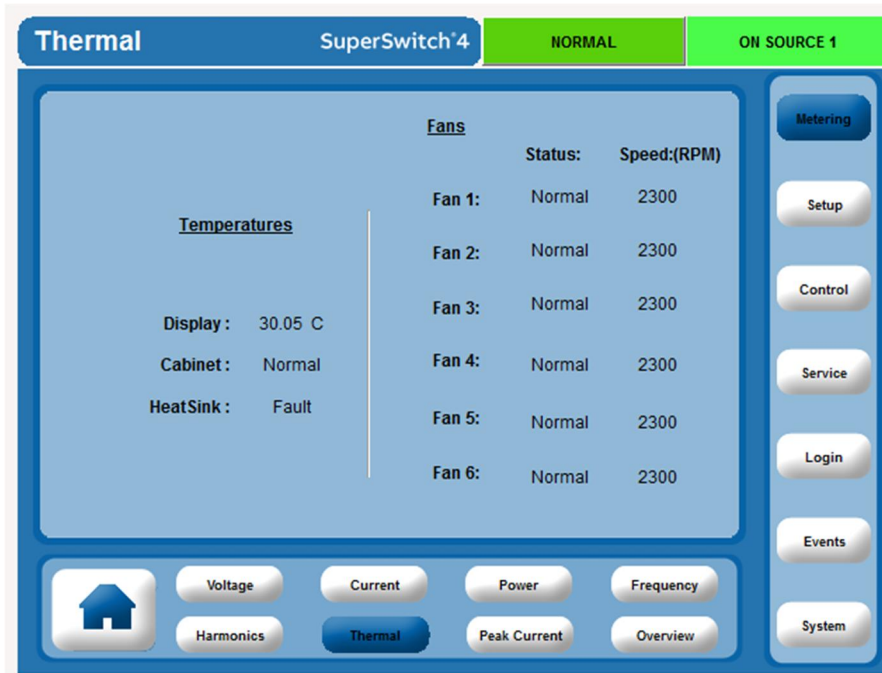 Thermal SuperSwitch®4 NORMAL ON SOURCE 1
Fans
Status: Speed:(RPM)
Fan 1: Normal 2300
Fan 2: Normal 2300
Fan 3: Normal 2300
Fan 4: Normal 2300
Fan 5: Normal 2300
Fan 6: Normal 2300
Temperatures
Display : 30.05 C
Cabinet : Normal
HeatSink : Fault
Metering
Setup
Control
Service
Login
Events
System
Voltage Current Power Frequency
Harmonics Thermal Peak Current Overview